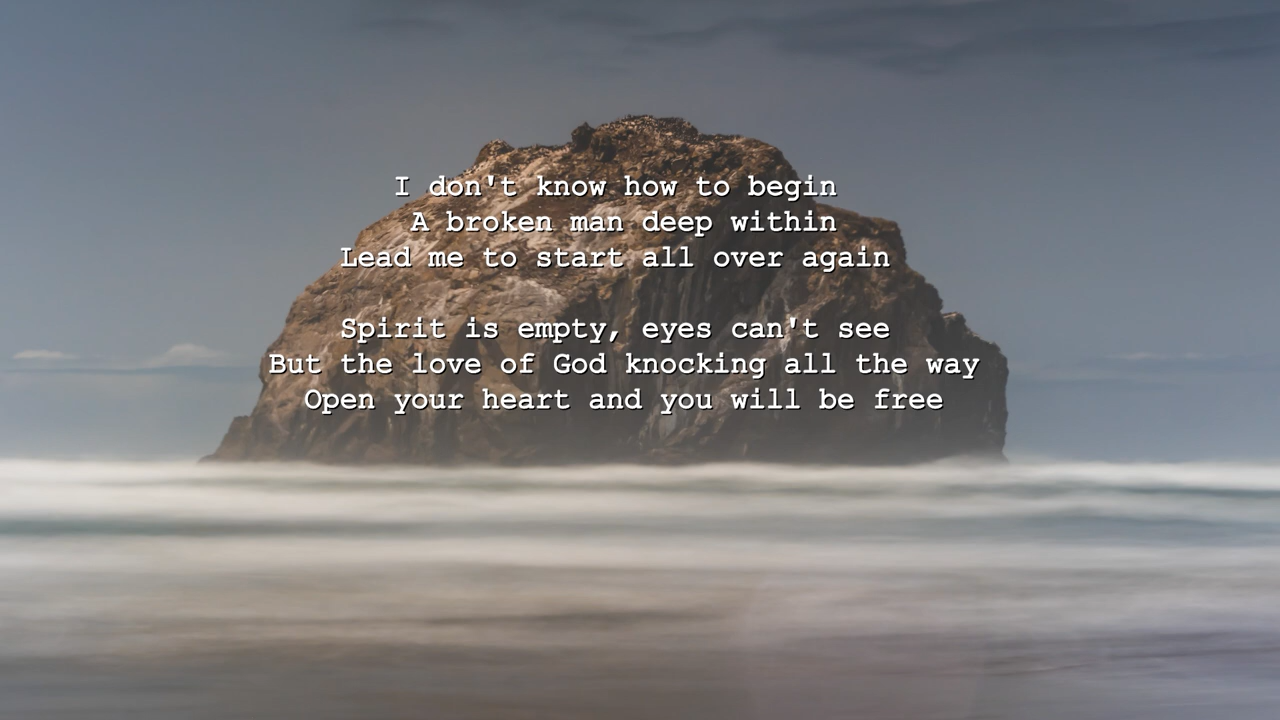 I don't know how to begin
A broken man deep within
Lead me to start all over again
Spirit is empty, eyes can't see
But the love of God knocking all the way
Open your heart and you will be free